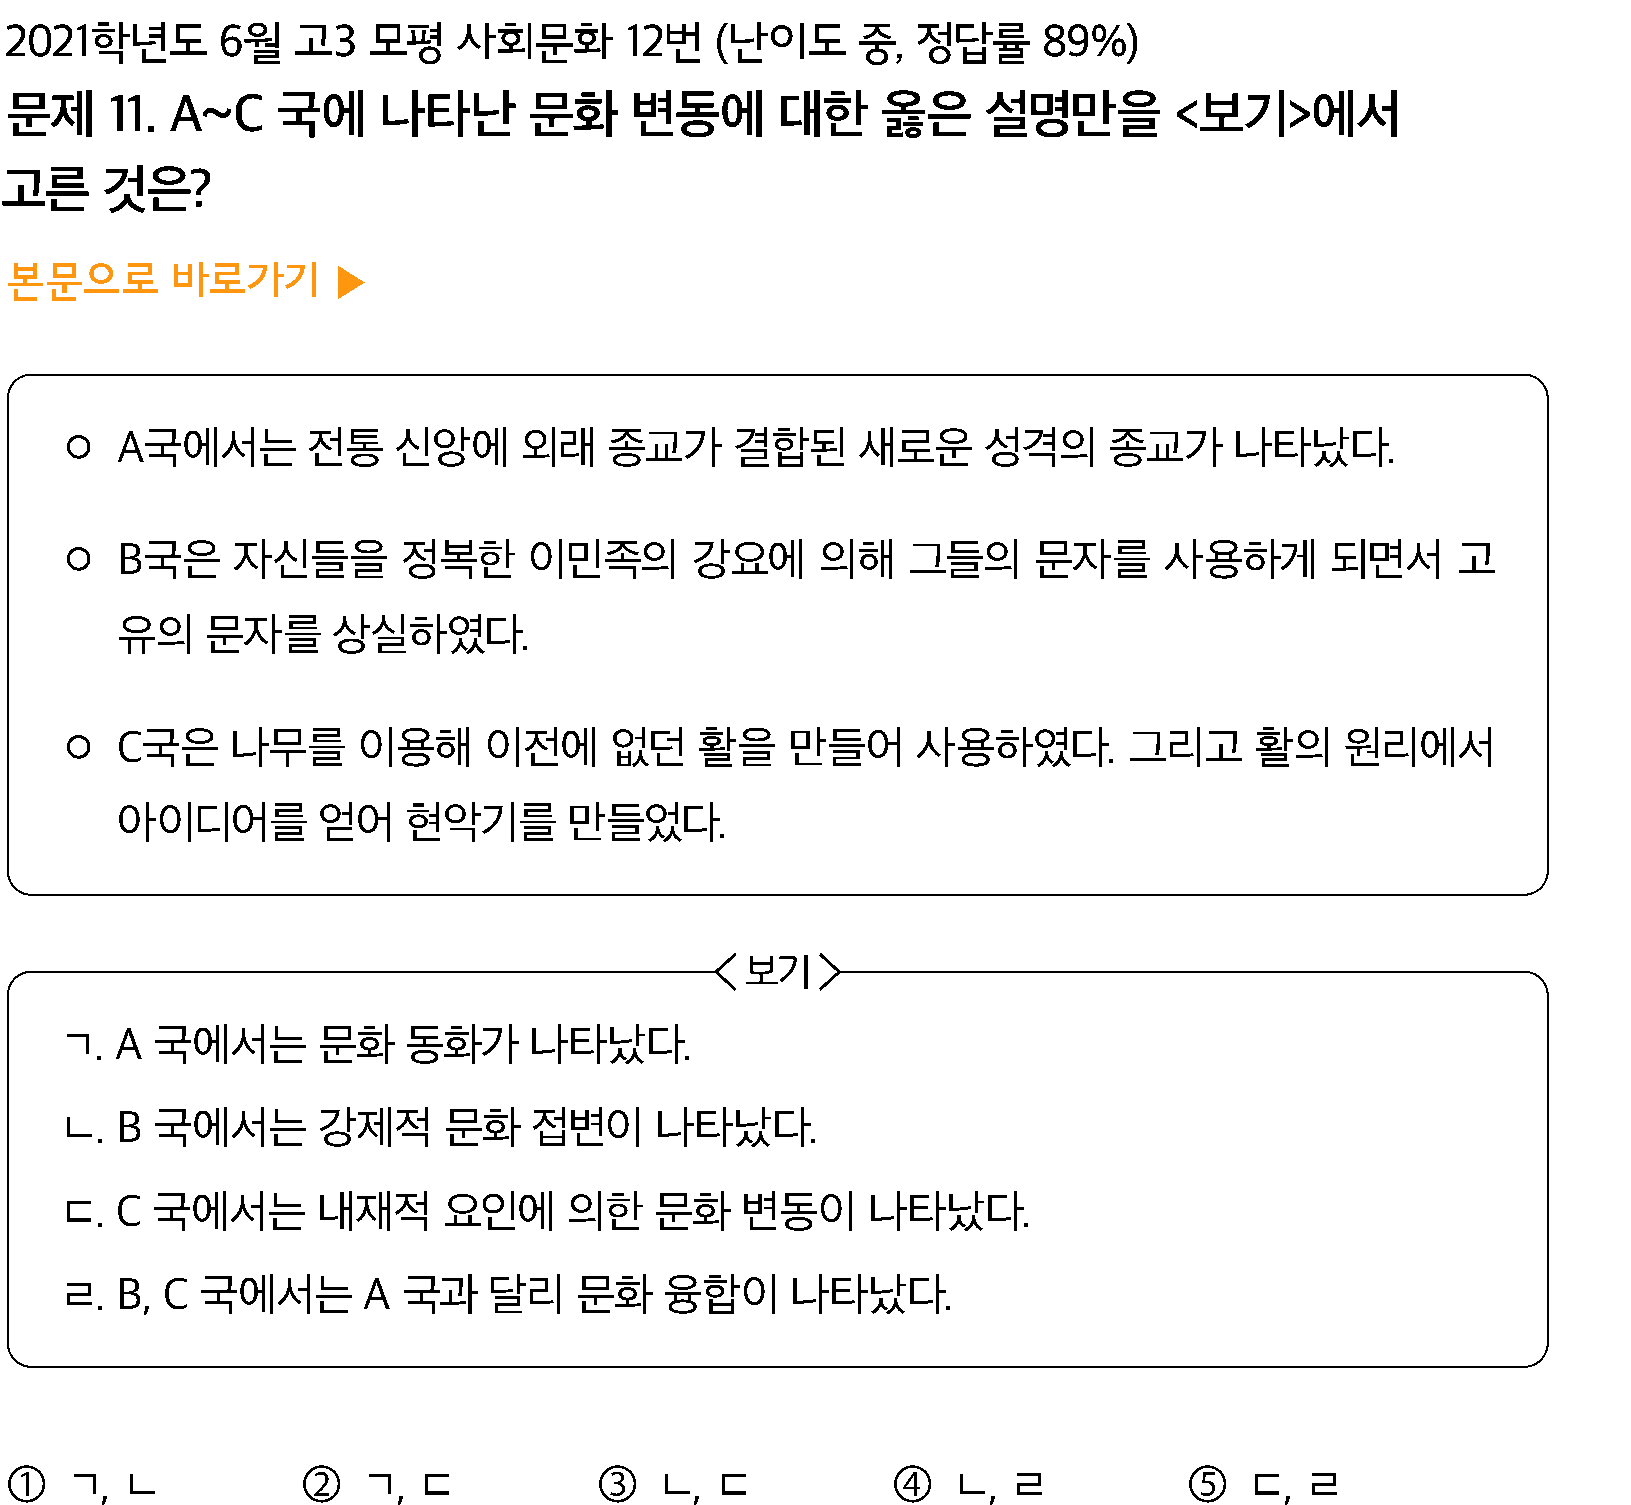 2021학년도 6월 고3 모평 사회문화 12번 (난이도 중, 정답률 89%)
문제 11. A~C 국에 나타난 문화 변동에 대한 옳은 설명만을 <보기>에서
고른 것은?
본문으로 바로가기 ▶
○ A국에서는 전통 신앙에 외래 종교가 결합된 새로운 성격의 종교가 나타났다.
○ B국은 자신들을 정복한 이민족의 강요에 의해 그들의 문자를 사용하게 되면서 고
유의 문자를 상실하였다.
○ C국은 나무를 이용해 이전에 없던 활을 만들어 사용하였다. 그리고 활의 원리에서
아이디어를 얻어 현악기를 만들었다.
<보기>
ㄱ. A 국에서는 문화 동화가 나타났다.
ㄴ. B 국에서는 강제적 문화 접변이 나타났다.
ㄷ. C 국에서는 내재적 요인에 의한 문화 변동이 나타났다.
ㄹ. B, C 국에서는 A 국과 달리 문화 융합이 나타났다.
① ㄱ, ㄴ ② ㄱ, ㄷ ③ ㄴ, ㄷ ④ ㄴ, ㄹ ⑤ ㄷ, ㄹ